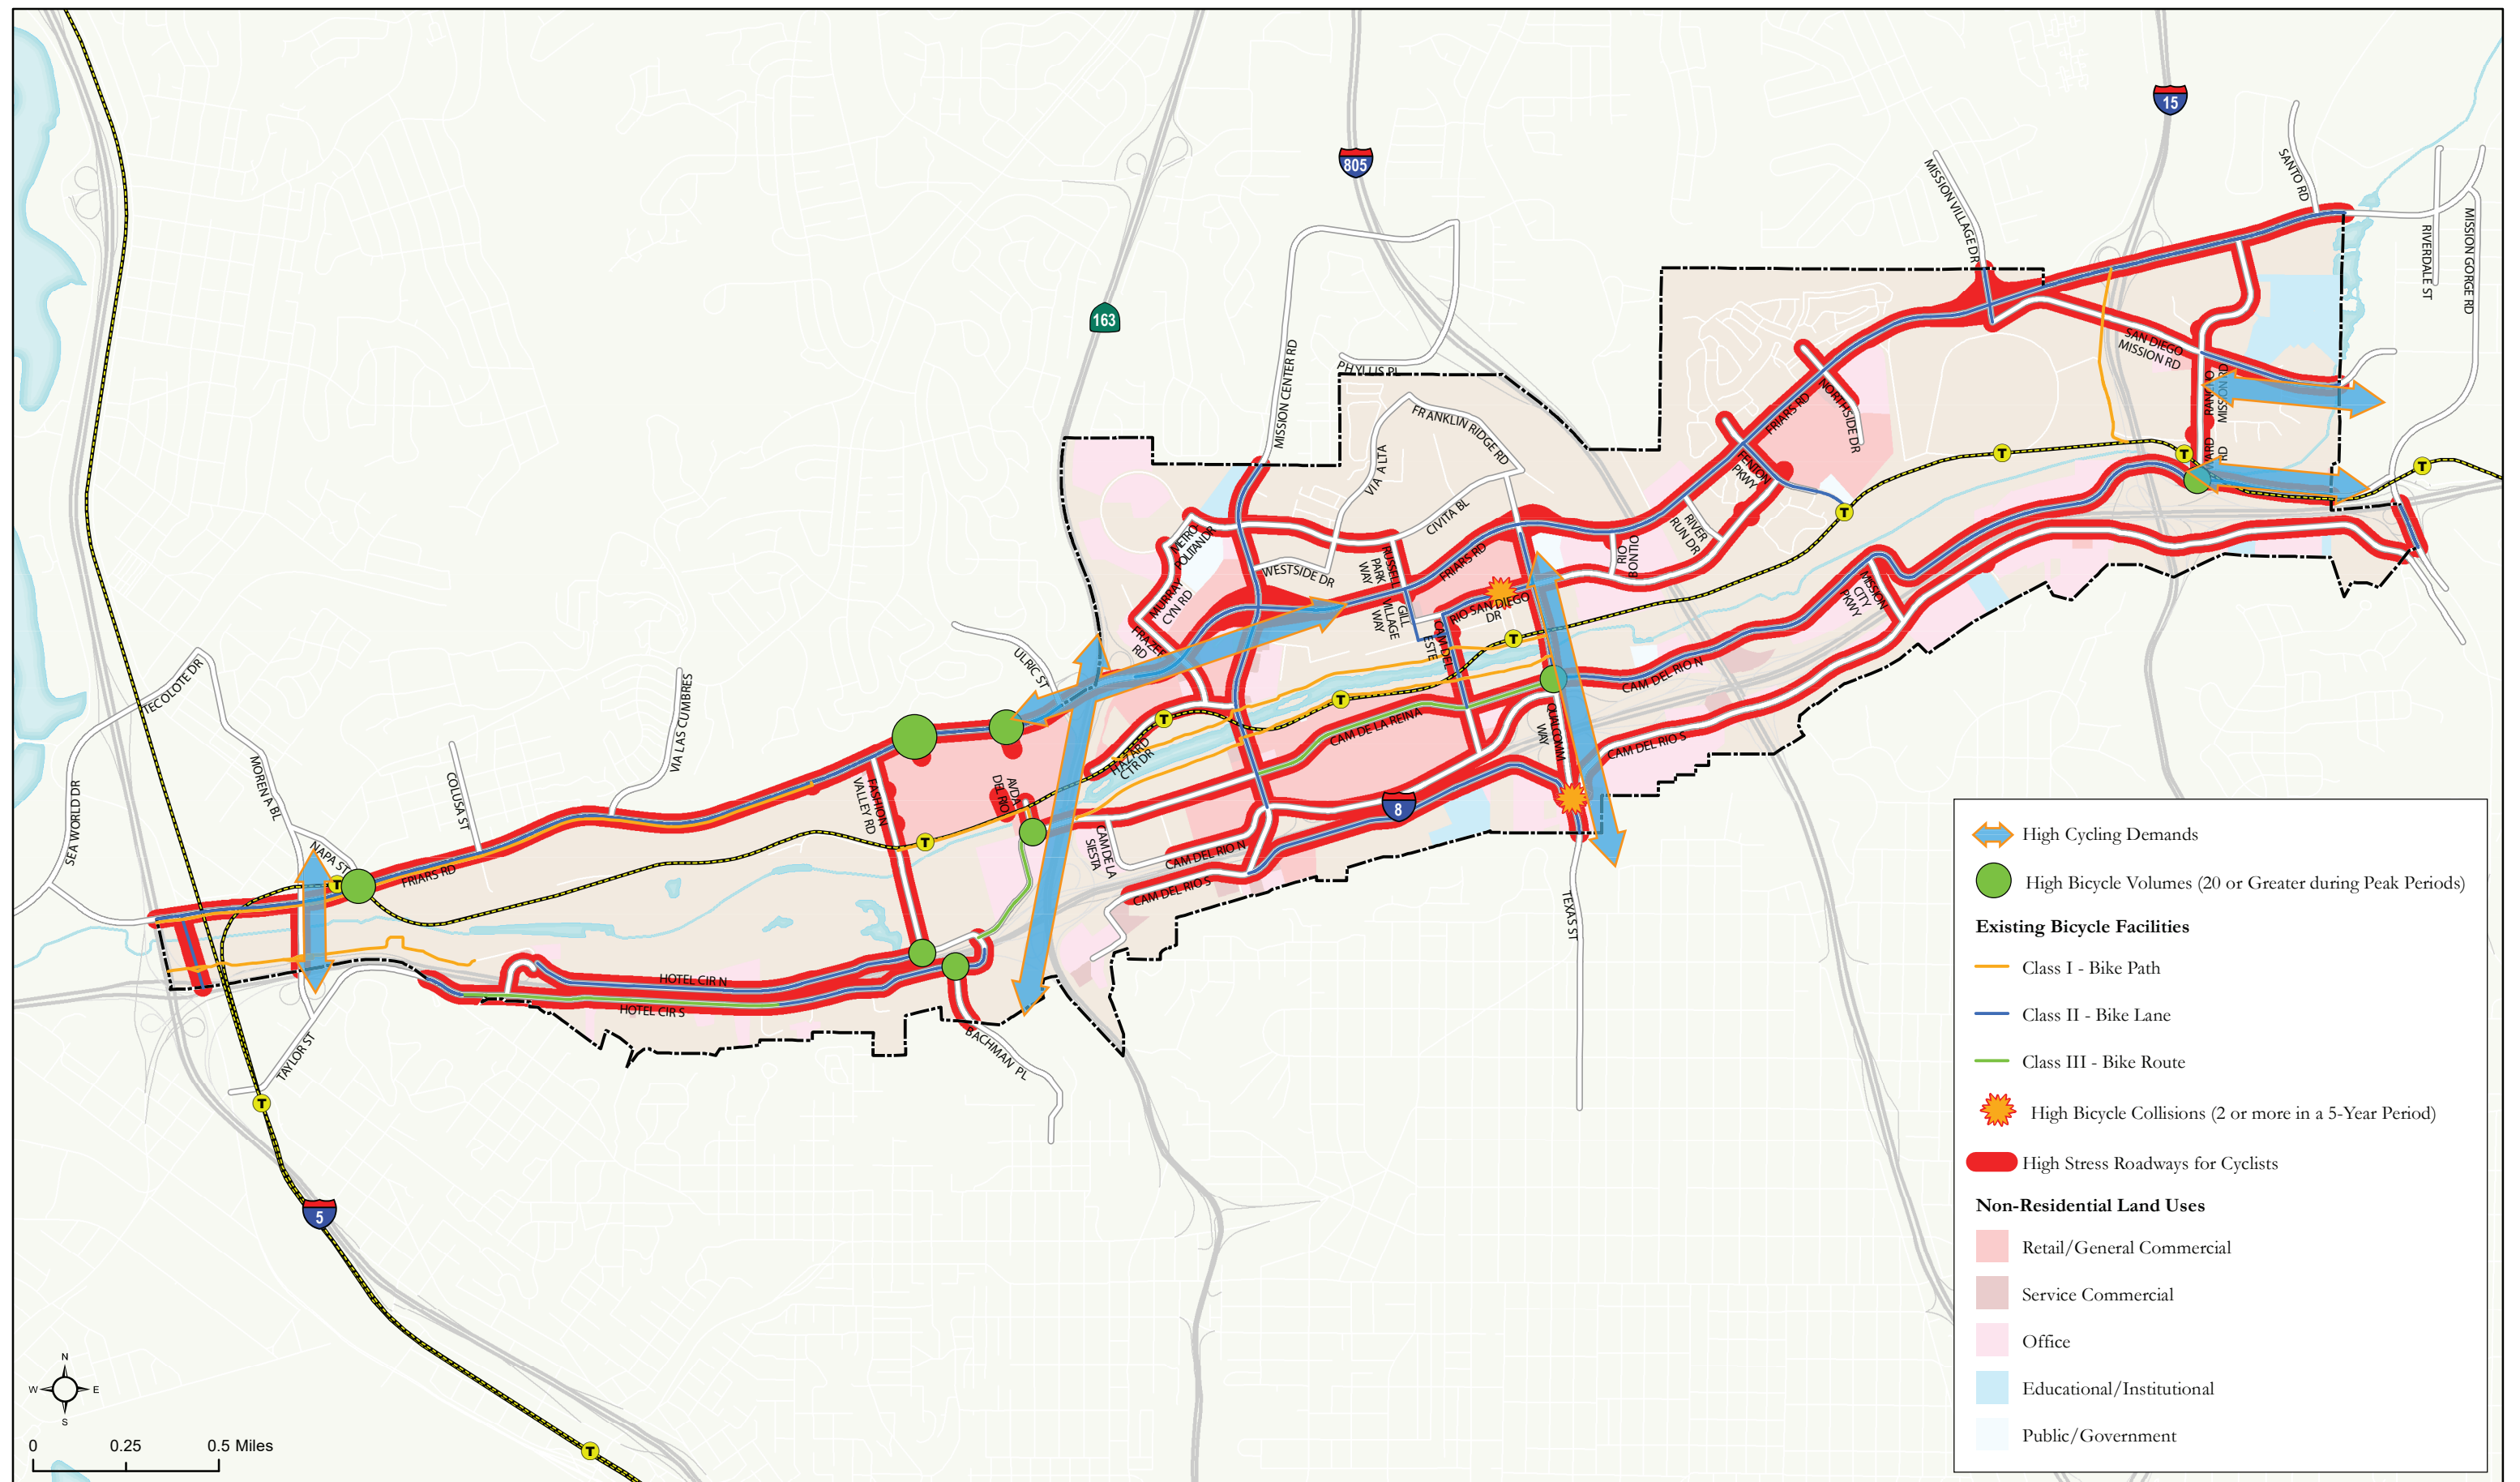 15
805
163
SANTO RD
MISSION VILLAGE DR
RIVERDALE ST
MISSION GORGE RD
MISSION CENTER RD
PHYLLIS PL
SAN DIEGO
MISSION RD
FRANKLIN RIDGE RD
VIA ALTA
FRIARS RD
NORTHSIDE DR
RANCHO
MISSION RD
FENTON
PKWY
WARD
RD
CIVITA BL
METRO
POLITAN DR
RIVER
RUN DR
RIO
BONITO
RUSSELL
PARK
WAY
FRIARS RD
WESTSIDE DR
MURRAY
CYN RD
GILL
VILLAGE
WAY
RIO SAN DIEGO
DR
MISSION
CITY
PKWY
FRAZEE
RD
CAM DEL
ESTE
ULRIC ST
TECOLOTE DR
VIA LAS CUMBRES
CAM DEL RIO N
CAM DE LA REINA
QUALCOMM
WAY
CAM DEL RIO S
HAZARD
CTR DR
AVDA
DEL RIO
FASHION
VALLEY RD
COLUSA ST
MORENA BL
SEA WORLD DR
NAPA ST
FRIARS RD
8
CAM DE LA
SIESTA
CAM DEL RIO N
CAM DEL RIO S
TEXAS ST
HOTEL CIR N
HOTEL CIR S
TAYLOR ST
BACHMAN PL
5
T
T
T
T
T
T
T
T
T
T
T
High Cycling Demands
High Bicycle Volumes (20 or Greater during Peak Periods)
Existing Bicycle Facilities
Class I - Bike Path
Class II - Bike Lane
Class III - Bike Route
High Bicycle Collisions (2 or more in a 5-Year Period)
High Stress Roadways for Cyclists
Non-Residential Land Uses
Retail/General Commercial
Service Commercial
Office
Educational/Institutional
Public/Government
N
W E
S
0 0.25 0.5 Miles